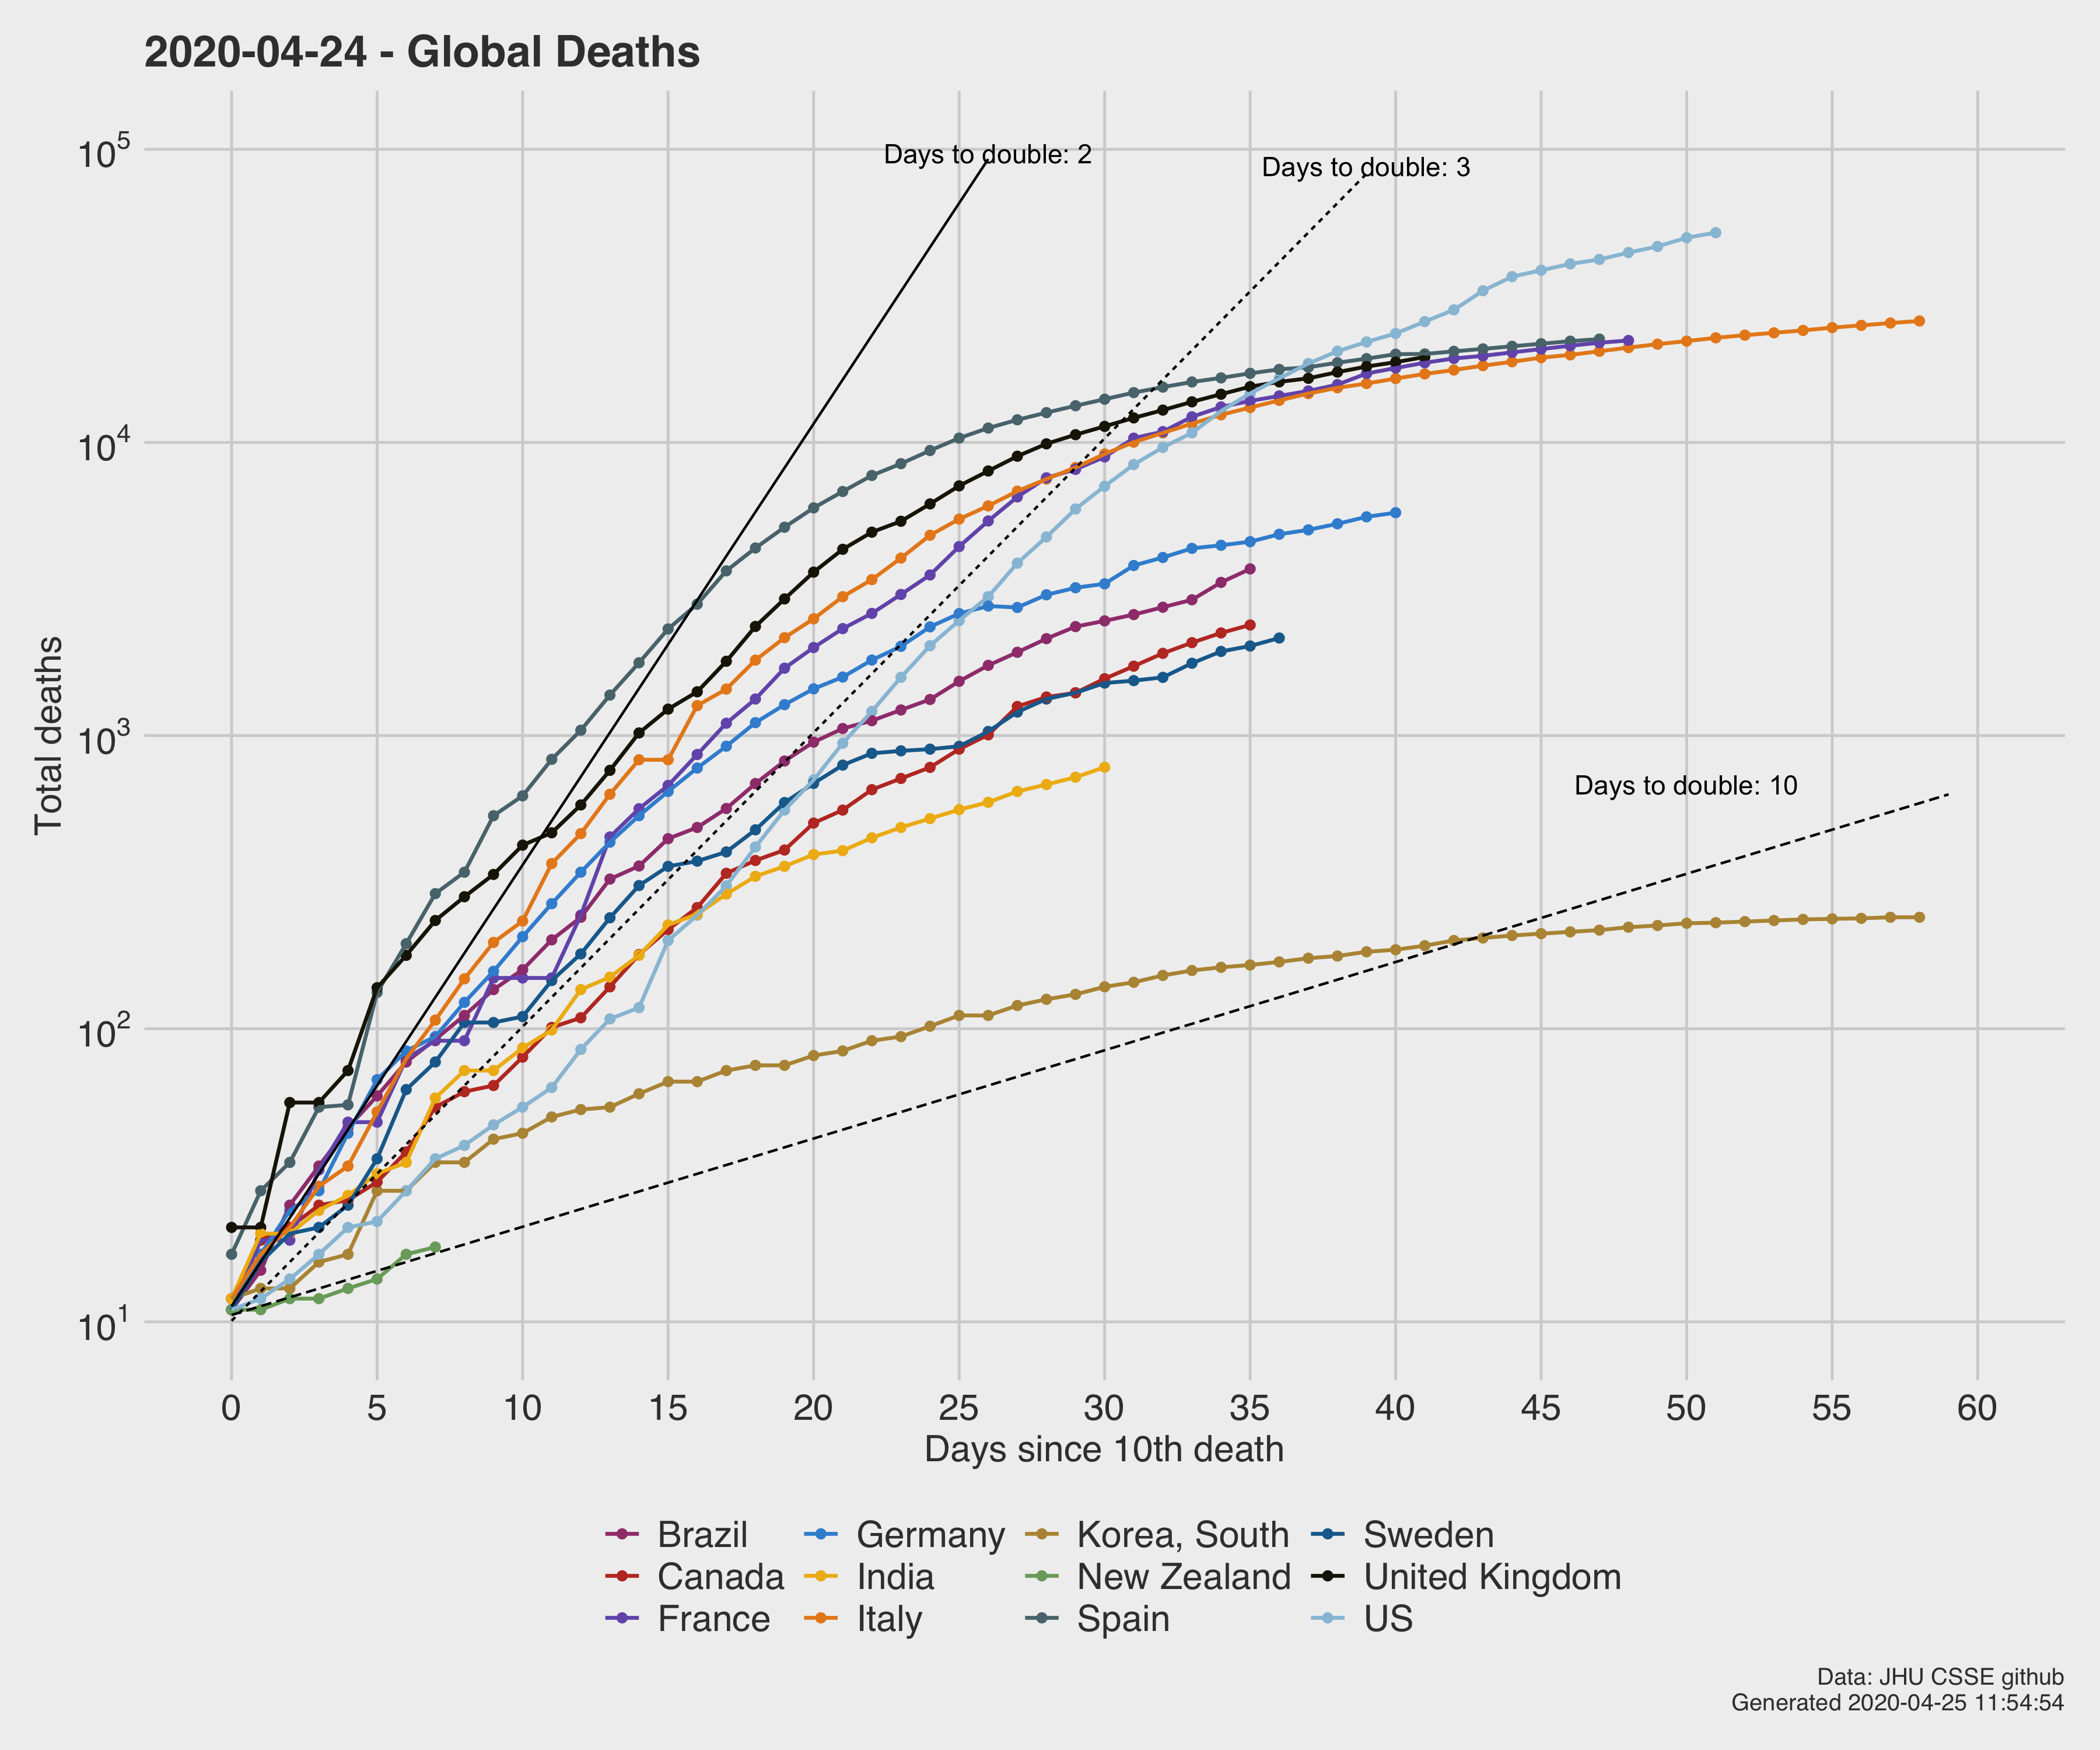 2020-04-24 - Global Deaths
10^5
10^4
10^3
10^2
10^1
Total deaths
Days to double: 2
Days to double: 3
Days to double: 10
0 5 10 15 20 25 30 35 40 45 50 55 60
Days since 10th death
Brazil Germany Korea, South Sweden
Canada India New Zealand United Kingdom
France Italy Spain US
Data: JHU CSSE github
Generated 2020-04-25 11:54:54